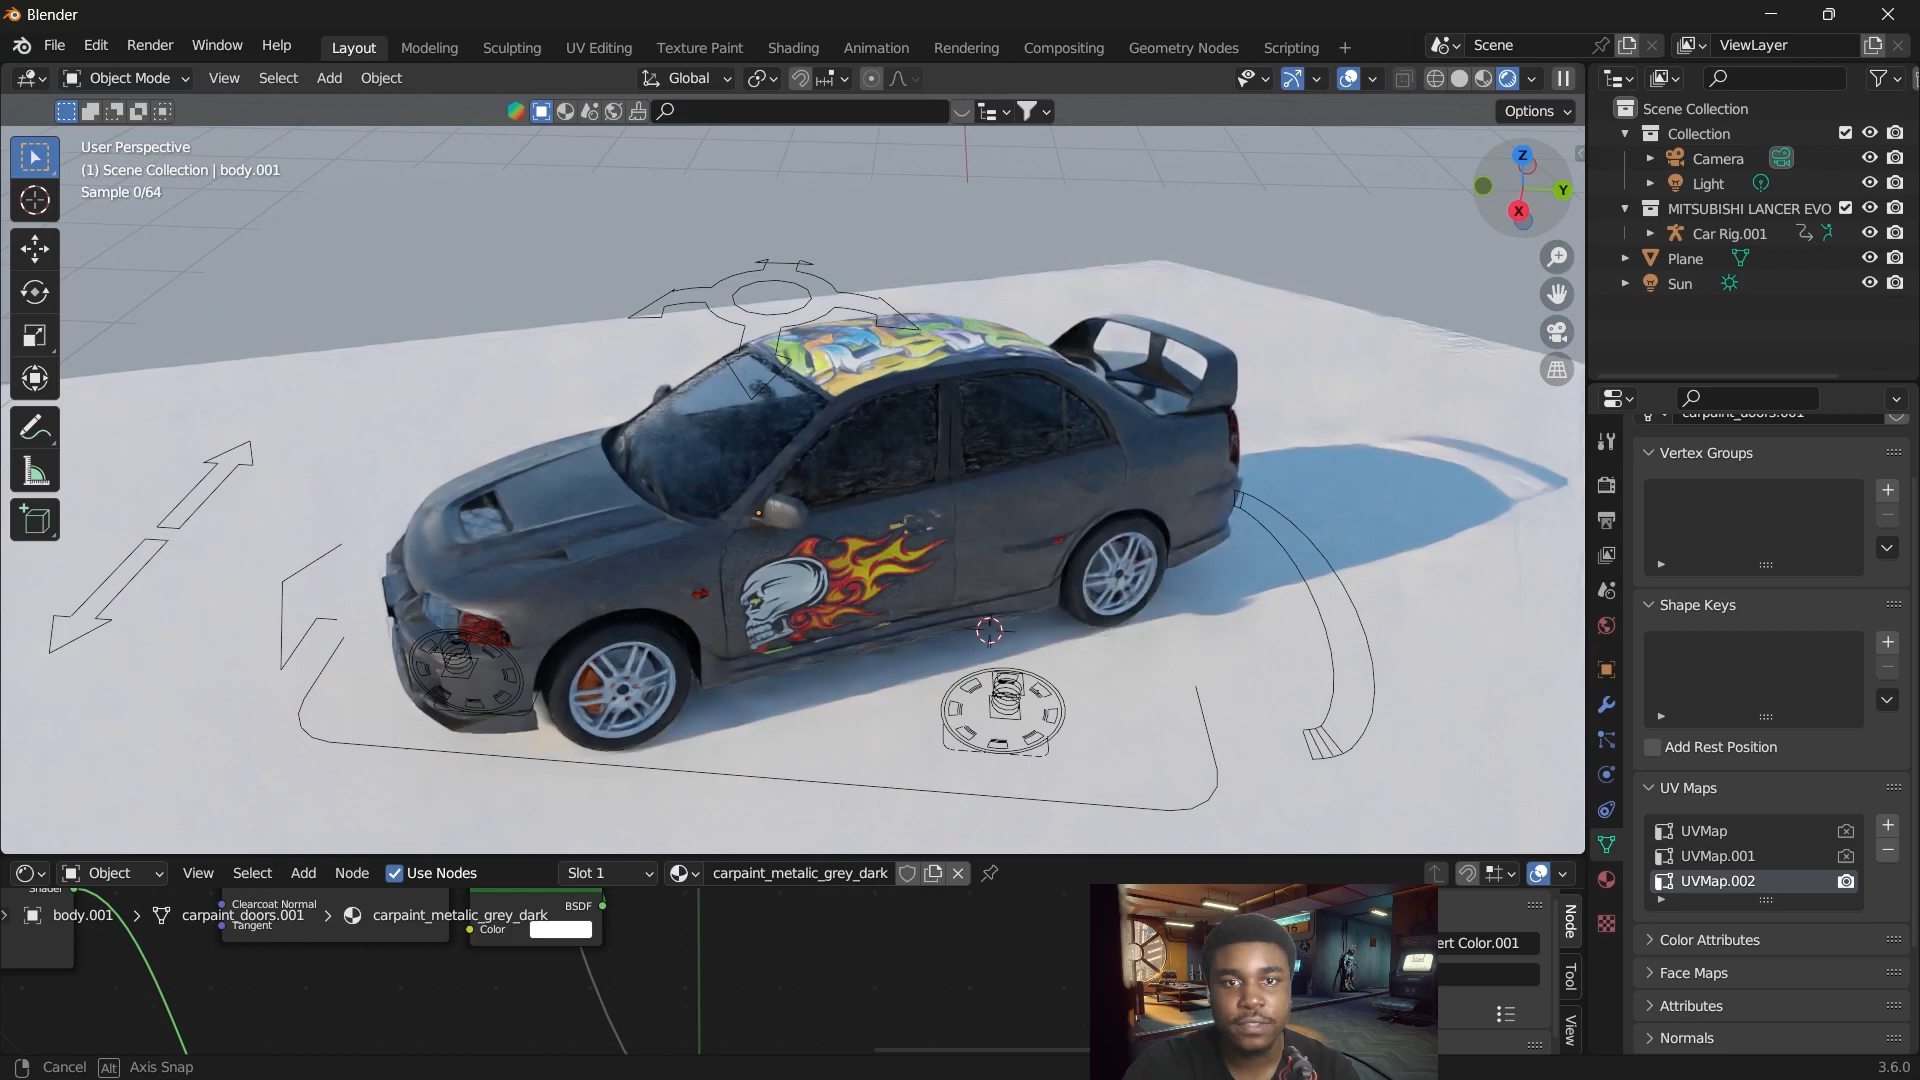 Blender
File Edit Render Window Help
Layout Modeling Sculpting UV Editing Texture Paint Shading Animation Rendering Compositing Geometry Nodes Scripting +
Scene
ViewLayer
Object Mode View Select Add Object
Global
Options
User Perspective
(1) Scene Collection | body.001
Sample 0/64
Z
Y
X
Scene Collection
Collection
Camera
Light
MITSUBISHI LANCER EVO
Car Rig.001
Plane
Sun
carpaint_doors.001
Vertex Groups
Shape Keys
Add Rest Position
UV Maps
UVMap
UVMap.001
UVMap.002
Color Attributes
Face Maps
Attributes
Normals
Object View Select Add Node Use Nodes Slot 1 carpaint_metalic_grey_dark
Shader
Clearcoat Normal
Tangent
BSDF
Color
body.001 > carpaint_doors.001 > carpaint_metalic_grey_dark
ert Color.001
Node
Tool
View
Cancel Alt Axis Snap
3.6.0